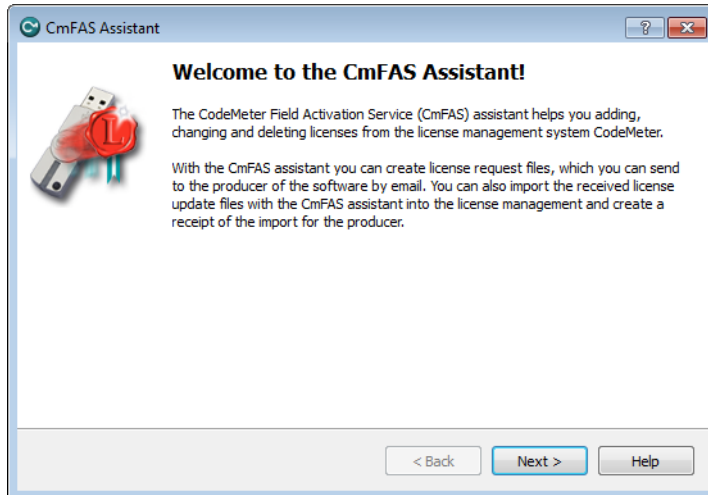 CmFAS Assistant
?
Welcome to the CmFAS Assistant!
L
The CodeMeter Field Activation Service (CmFAS) assistant helps you adding,
changing and deleting licenses from the license management system CodeMeter.
With the CmFAS assistant you can create license request files, which you can send
to the producer of the software by email. You can also import the received license
update files with the CmFAS assistant into the license management and create a
receipt of the import for the producer.
< Back
Next >
Help